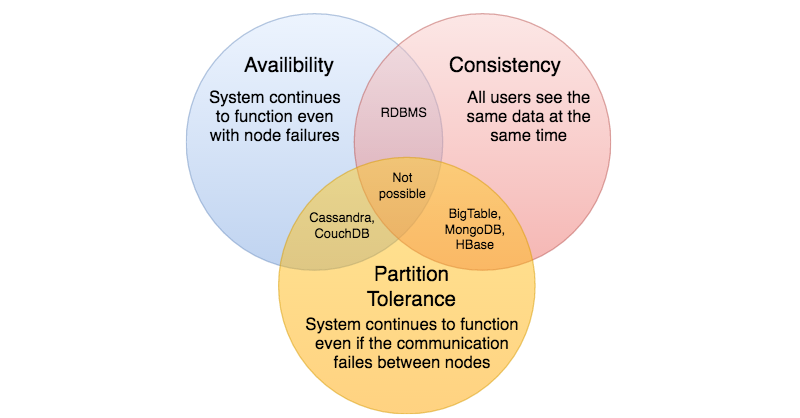 Availibility
System continues
to function even
with node failures
Consistency
All users see the
same data at the
same time
RDBMS
Not
possible
Cassandra,
CouchDB
BigTable,
MongoDB,
HBase
Partition
Tolerance
System continues to function
even if the communication
failes between nodes